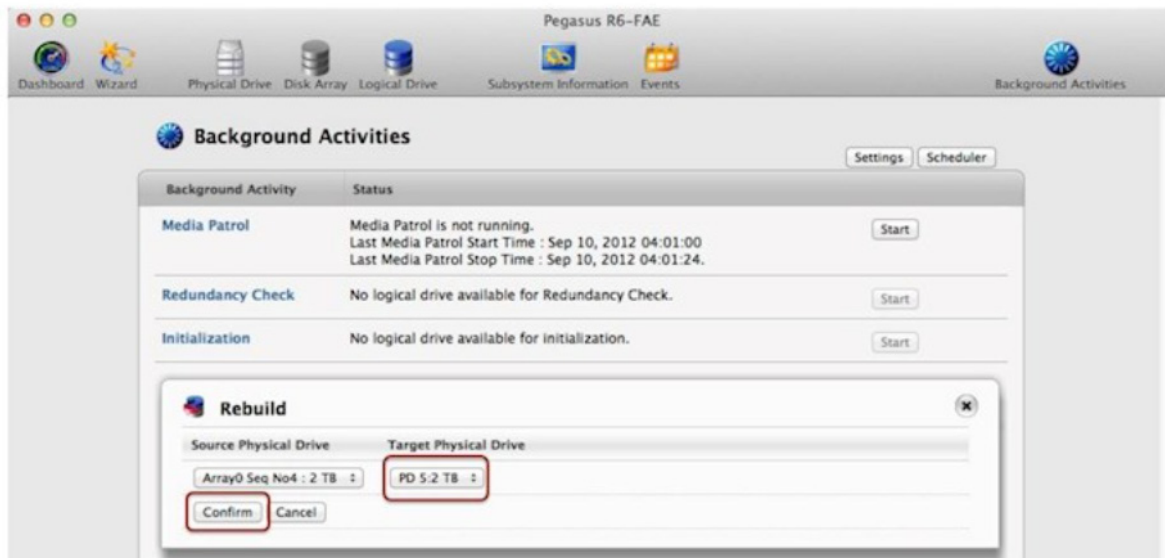 Pegasus R6-FAE
Dashboard Wizard Physical Drive Disk Array Logical Drive Subsystem Information Events Background Activities
Background Activities
Settings Scheduler
Background Activity Status
Media Patrol Media Patrol is not running. Start
Last Media Patrol Start Time : Sep 10, 2012 04:01:00
Last Media Patrol Stop Time : Sep 10, 2012 04:01:24.
Redundancy Check No logical drive available for Redundancy Check. Start
Initialization No logical drive available for initialization. Start
Rebuild
Source Physical Drive Target Physical Drive
Array0 Seq No4 : 2 TB PD 5:2 TB
Confirm Cancel